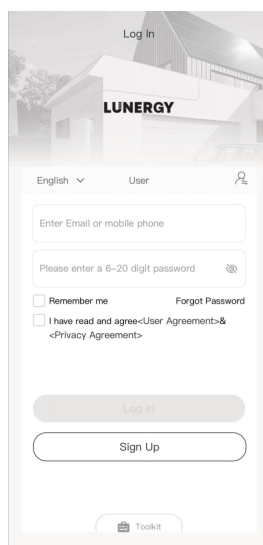 Log In
LUNERGY
English
User
Enter Email or mobile phone
Please enter a 6–20 digit password
Remember me
Forgot Password
I have read and agree<User Agreement>&
<Privacy Agreement>
Log In
Sign Up
Toolkit